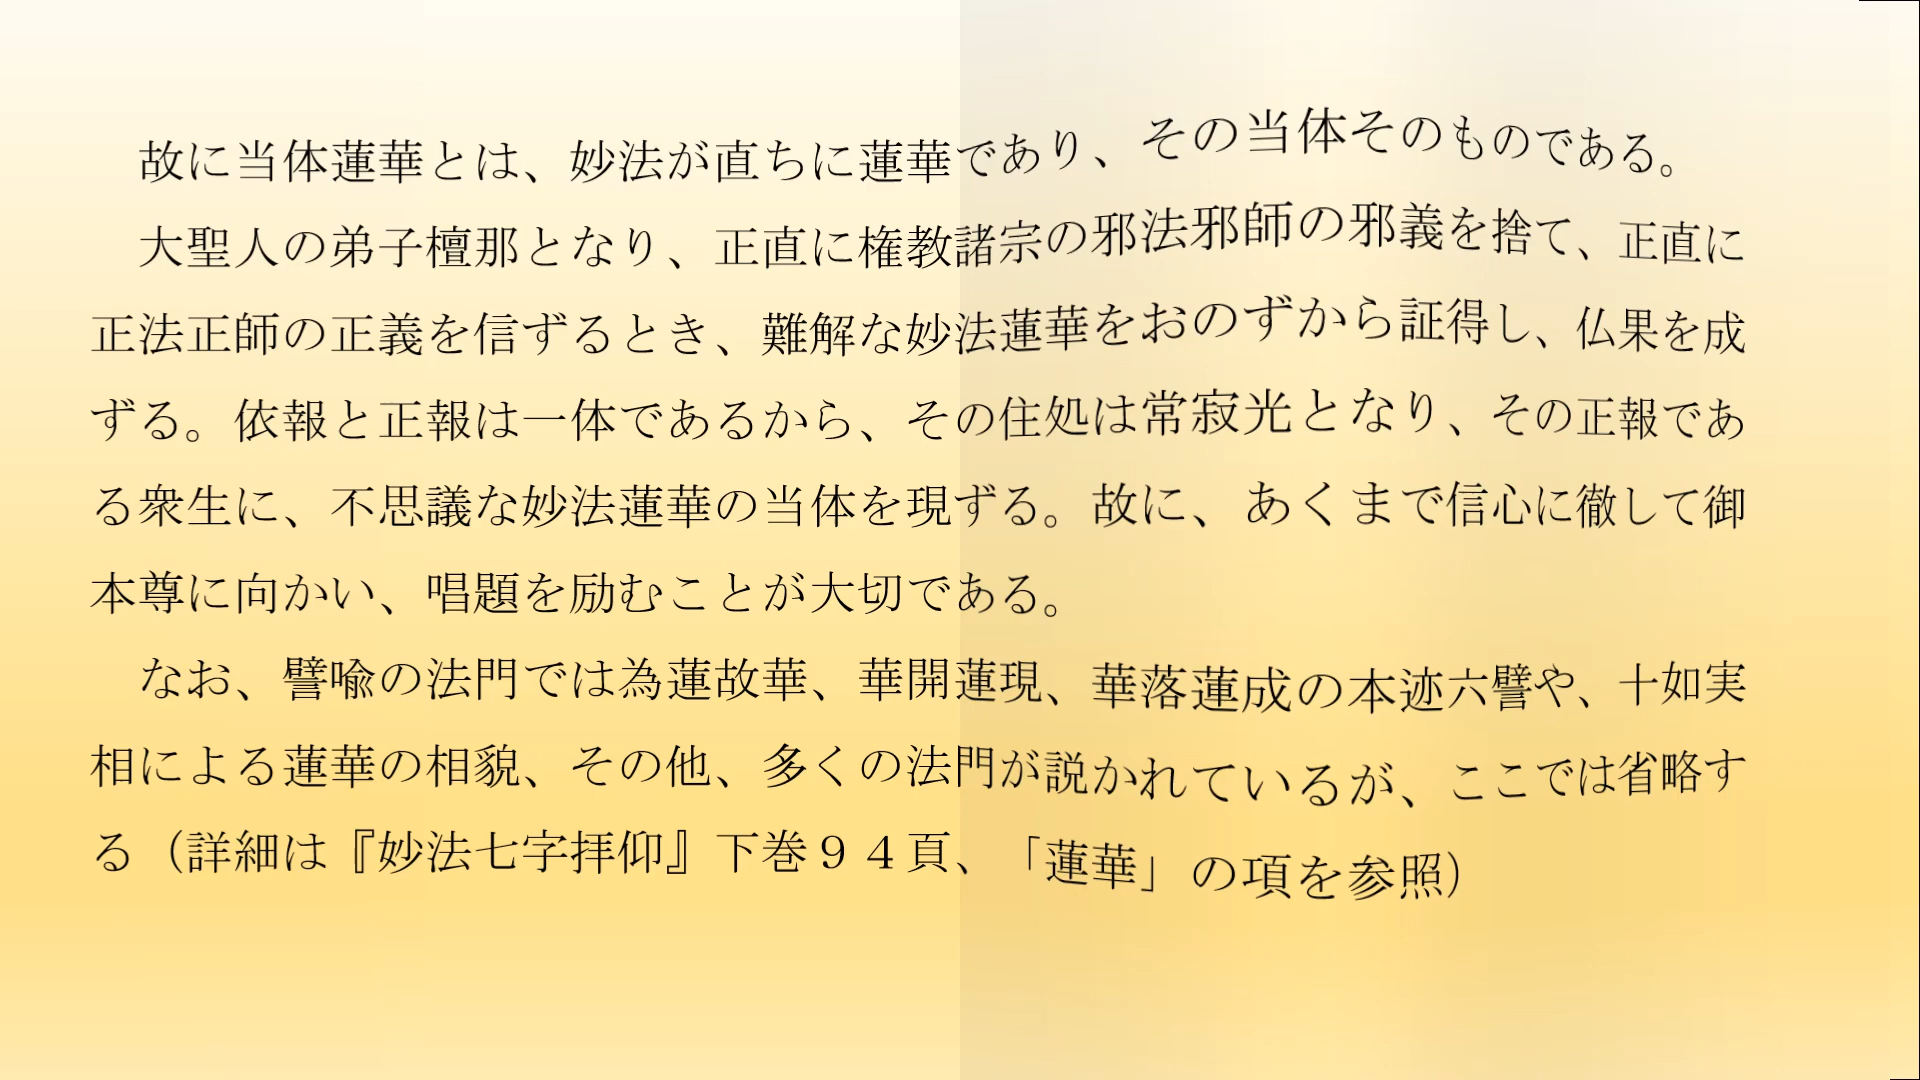 故に当体蓮華とは、妙法が直ちに蓮華であり、その当体そのものである。
　大聖人の弟子檀那となり、正直に権教諸宗の邪法邪師の邪義を捨て、正直に
正法正師の正義を信ずるとき、難解な妙法蓮華をおのずから証得し、仏果を成
ずる。依報と正報は一体であるから、その住処は常寂光となり、その正報であ
る衆生に、不思議な妙法蓮華の当体を現ずる。故に、あくまで信心に徹して御
本尊に向かい、唱題を励むことが大切である。
　なお、譬喩の法門では為蓮故華、華開蓮現、華落蓮成の本迹六譬や、十如実
相による蓮華の相貌、その他、多くの法門が説かれているが、ここでは省略す
る（詳細は『妙法七字拝仰』下巻９４頁、「蓮華」の項を参照）